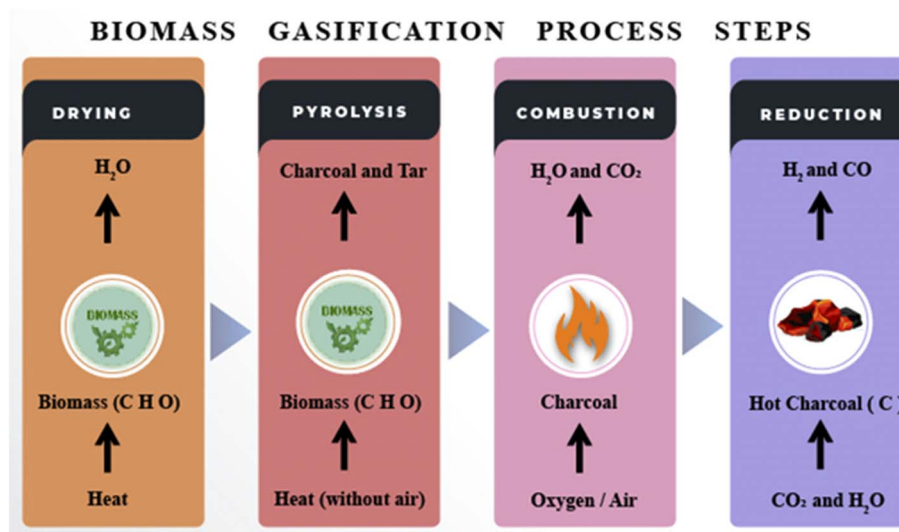 BIOMASS GASIFICATION PROCESS STEPS
DRYING
H₂O
BIOMASS
Biomass (C H O)
Heat
PYROLYSIS
Charcoal and Tar
BIOMASS
Biomass (C H O)
Heat (without air)
COMBUSTION
H₂O and CO₂
Charcoal
Oxygen / Air
REDUCTION
H₂ and CO
Hot Charcoal ( C )
CO₂ and H₂O